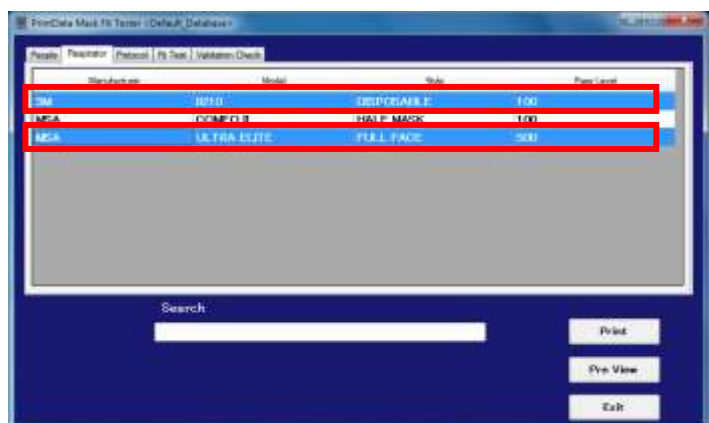 PrintData Mask Fit Tester <Default_Database>
People Respirator Protocol Fit Test Validation Check
Manufacturer Model Style Pass Level
3M 8210 DISPOSABLE 100
MSA COMFO II HALF MASK 100
MSA ULTRA ELITE FULL FACE 500
Search
Print
Pre View
Exit